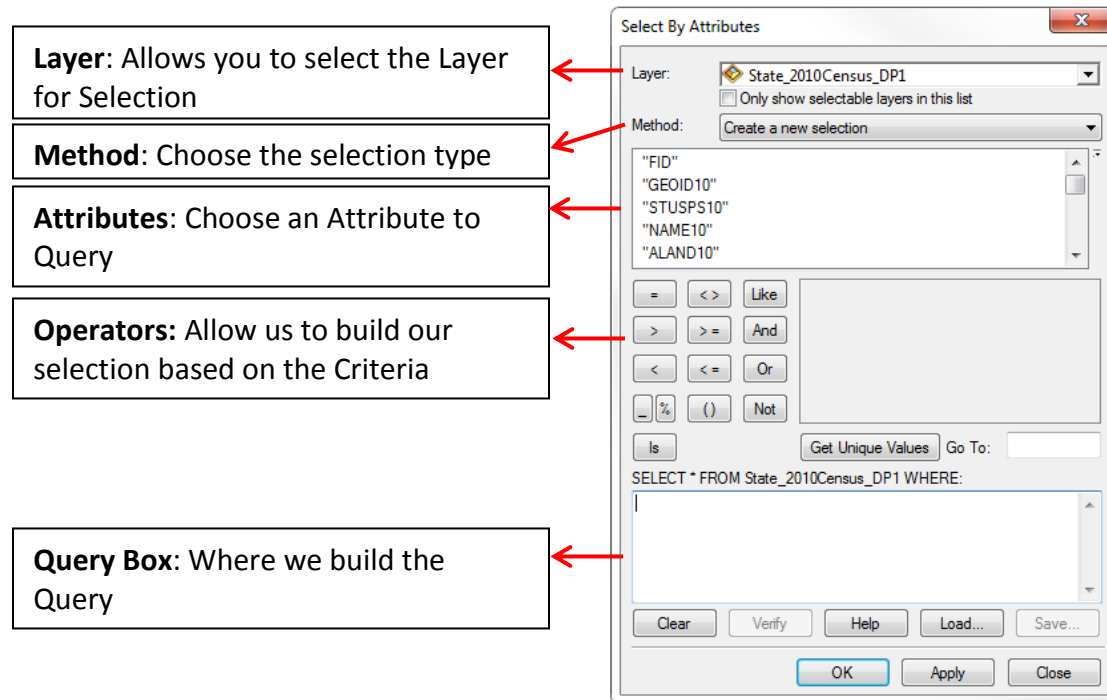 Layer: Allows you to select the Layer
for Selection
Method: Choose the selection type
Attributes: Choose an Attribute to
Query
Operators: Allow us to build our
selection based on the Criteria
Query Box: Where we build the
Query
Select By Attributes
x
Layer: State_2010Census_DP1
Only show selectable layers in this list
Method: Create a new selection
"FID"
"GEOID10"
"STUSPS10"
"NAME10"
"ALAND10"
= < > Like
> > = And
< < = Or
_ % ( ) Not
Is Get Unique Values Go To:
SELECT * FROM State_2010Census_DP1 WHERE:
Clear Verify Help Load... Save...
OK Apply Close